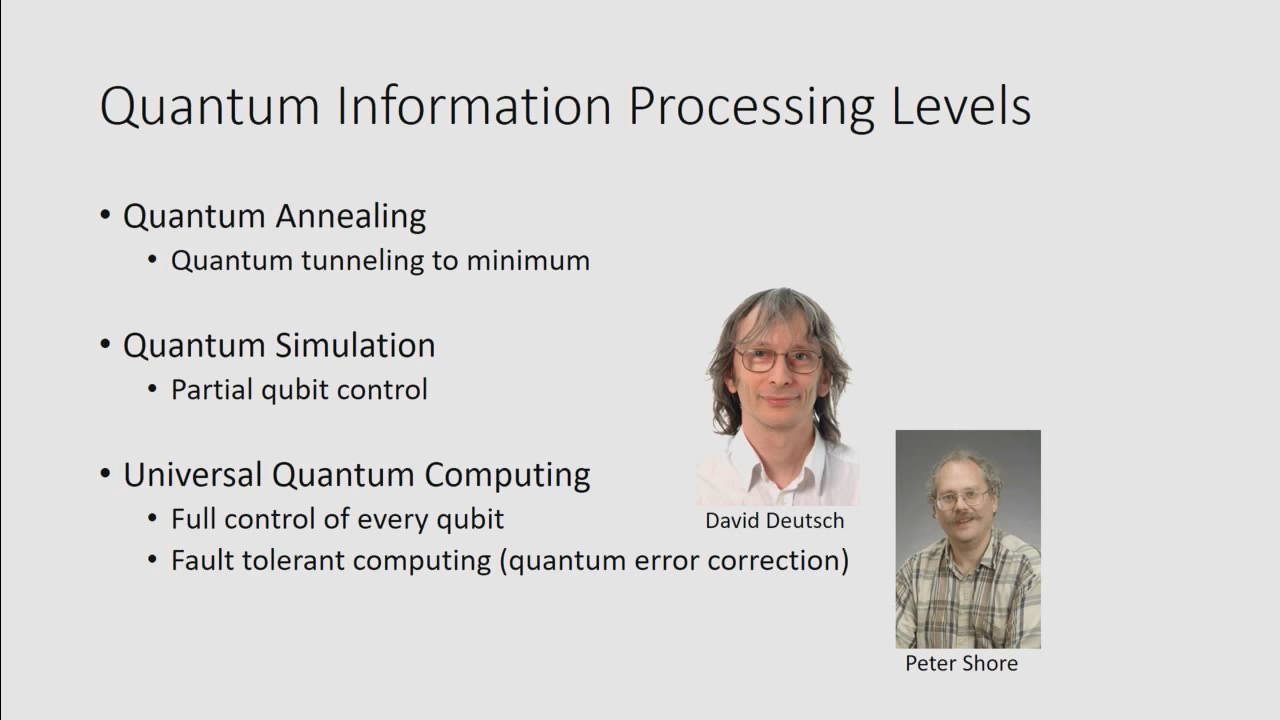 Quantum Information Processing Levels
• Quantum Annealing
• Quantum tunneling to minimum
• Quantum Simulation
• Partial qubit control
• Universal Quantum Computing
• Full control of every qubit
• Fault tolerant computing (quantum error correction)
David Deutsch
Peter Shore